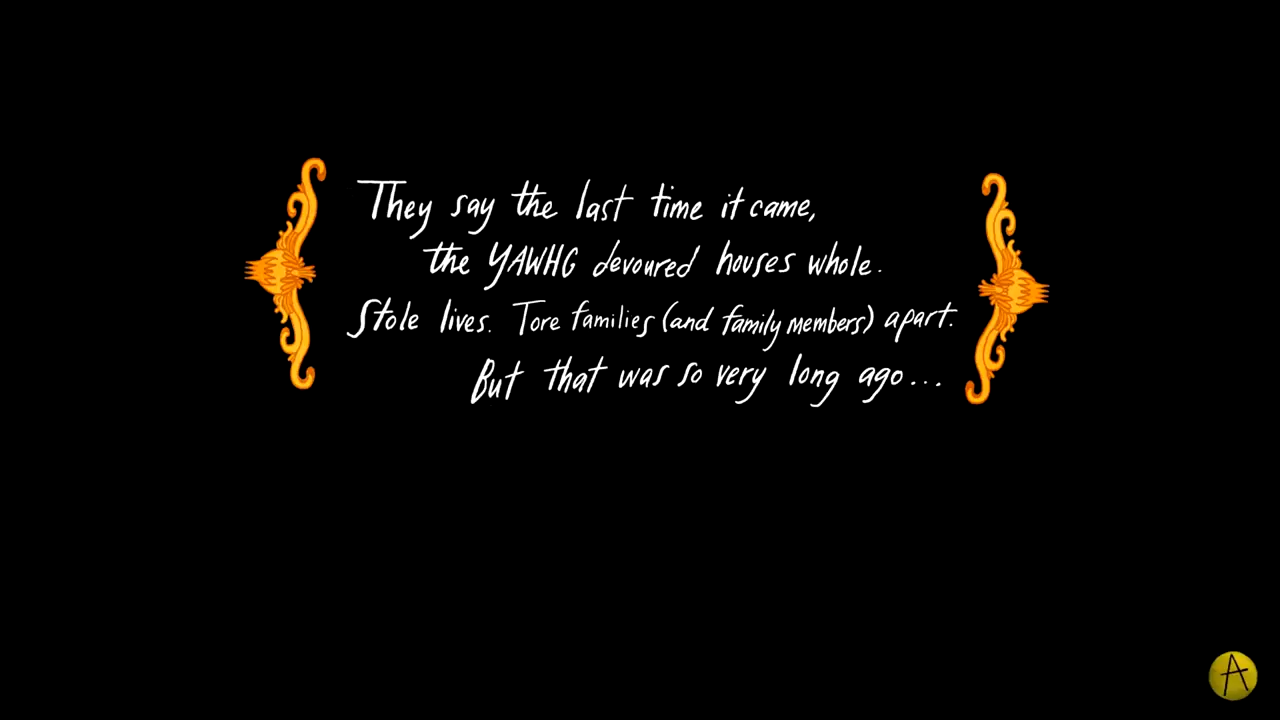 They say the last time it came,
the YAWHG devoured houses whole.
Stole lives. Tore families (and family members) apart.
But that was so very long ago...
A